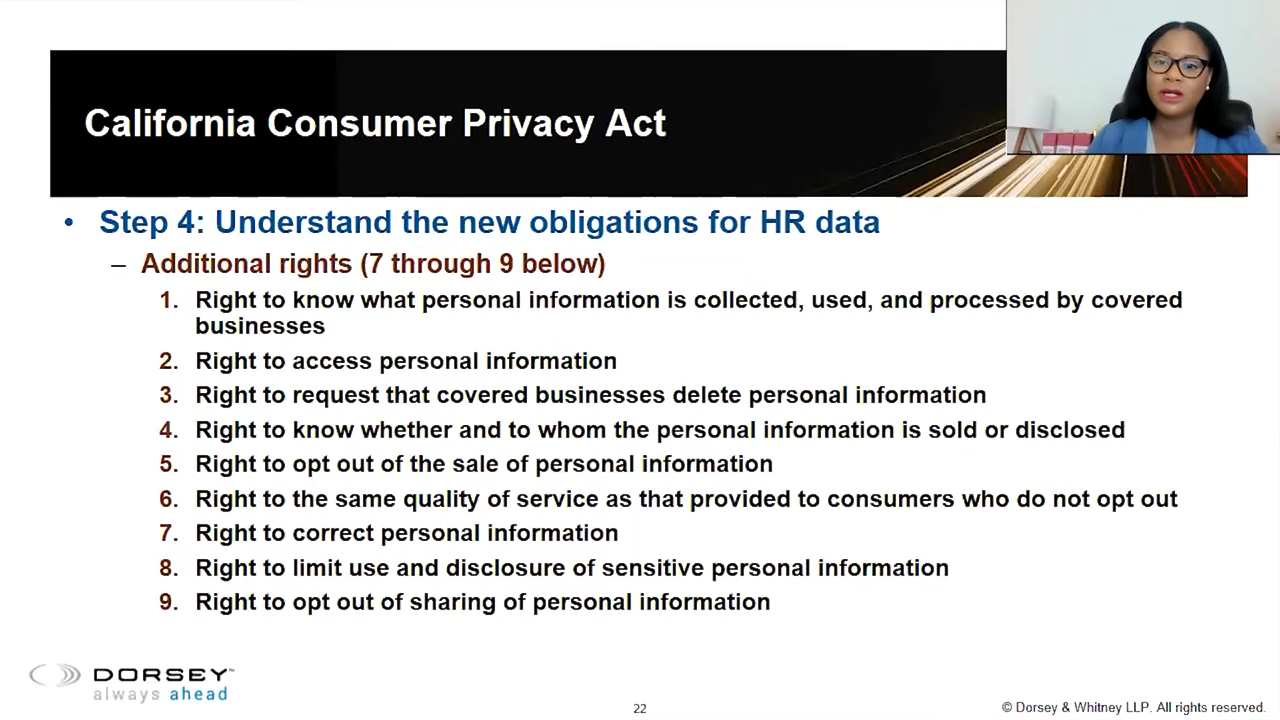 California Consumer Privacy Act
• Step 4: Understand the new obligations for HR data
– Additional rights (7 through 9 below)
1. Right to know what personal information is collected, used, and processed by covered
businesses
2. Right to access personal information
3. Right to request that covered businesses delete personal information
4. Right to know whether and to whom the personal information is sold or disclosed
5. Right to opt out of the sale of personal information
6. Right to the same quality of service as that provided to consumers who do not opt out
7. Right to correct personal information
8. Right to limit use and disclosure of sensitive personal information
9. Right to opt out of sharing of personal information
DORSEY™
always ahead
22
© Dorsey & Whitney LLP. All rights reserved.